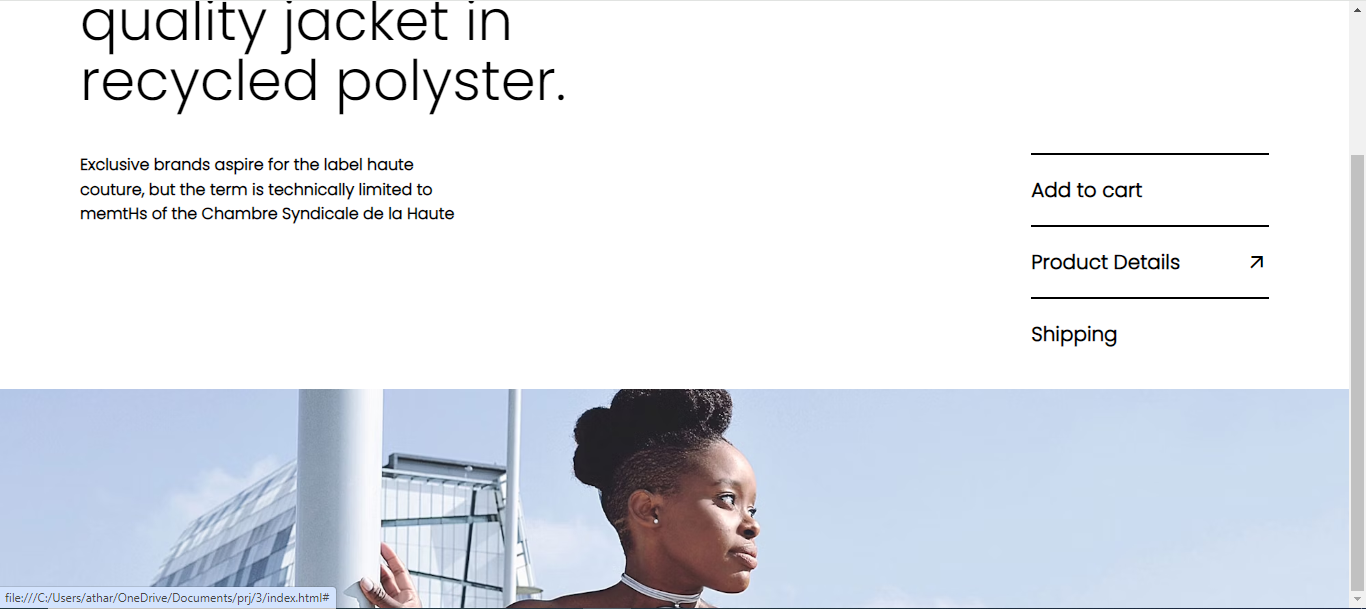 quality jacket in
recycled polyster.
Exclusive brands aspire for the label haute
couture, but the term is technically limited to
memtHs of the Chambre Syndicale de la Haute
Add to cart
Product Details
Shipping
file:///C:/Users/athar/OneDrive/Documents/prj/3/index.html#